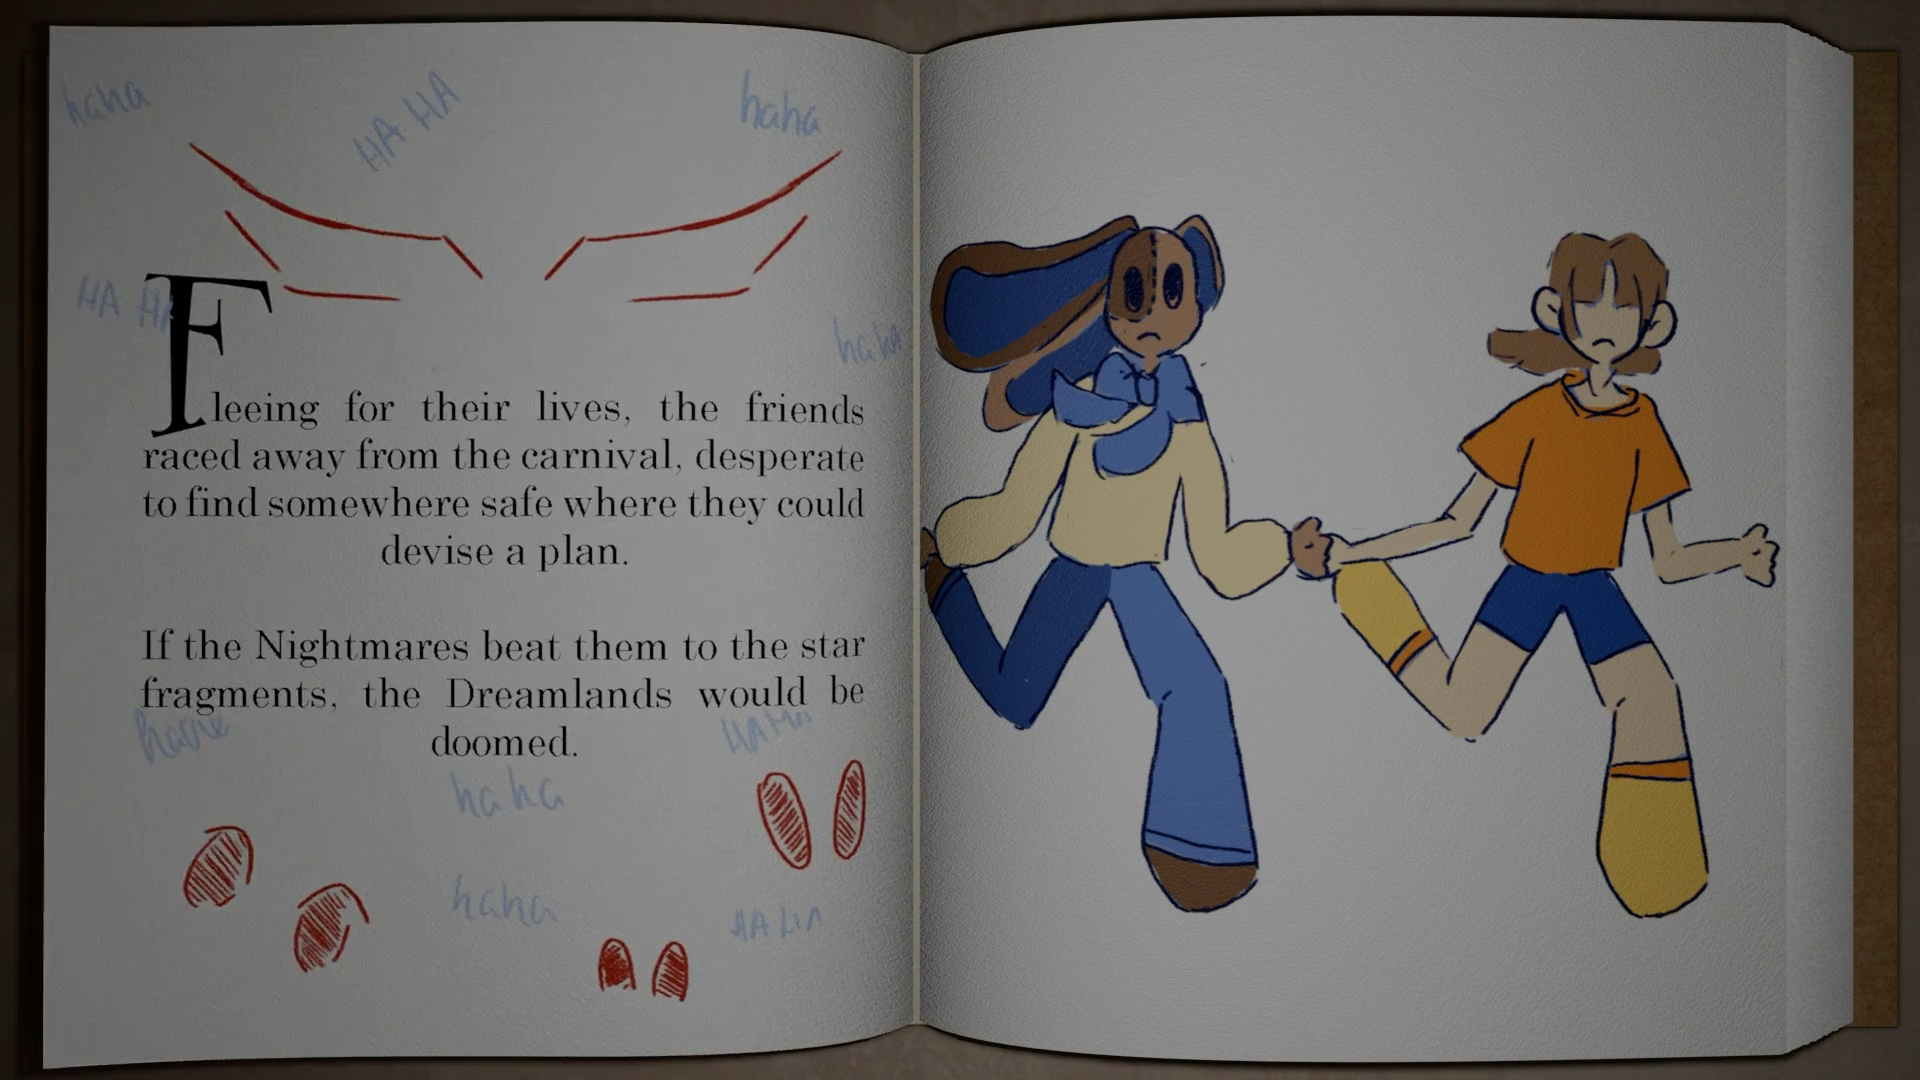 haha
HA HA
haha
HA HA
haha
Fleeing for their lives, the friends
raced away from the carnival, desperate
to find somewhere safe where they could
devise a plan.
If the Nightmares beat them to the star
fragments, the Dreamlands would be
doomed.
haha
haha